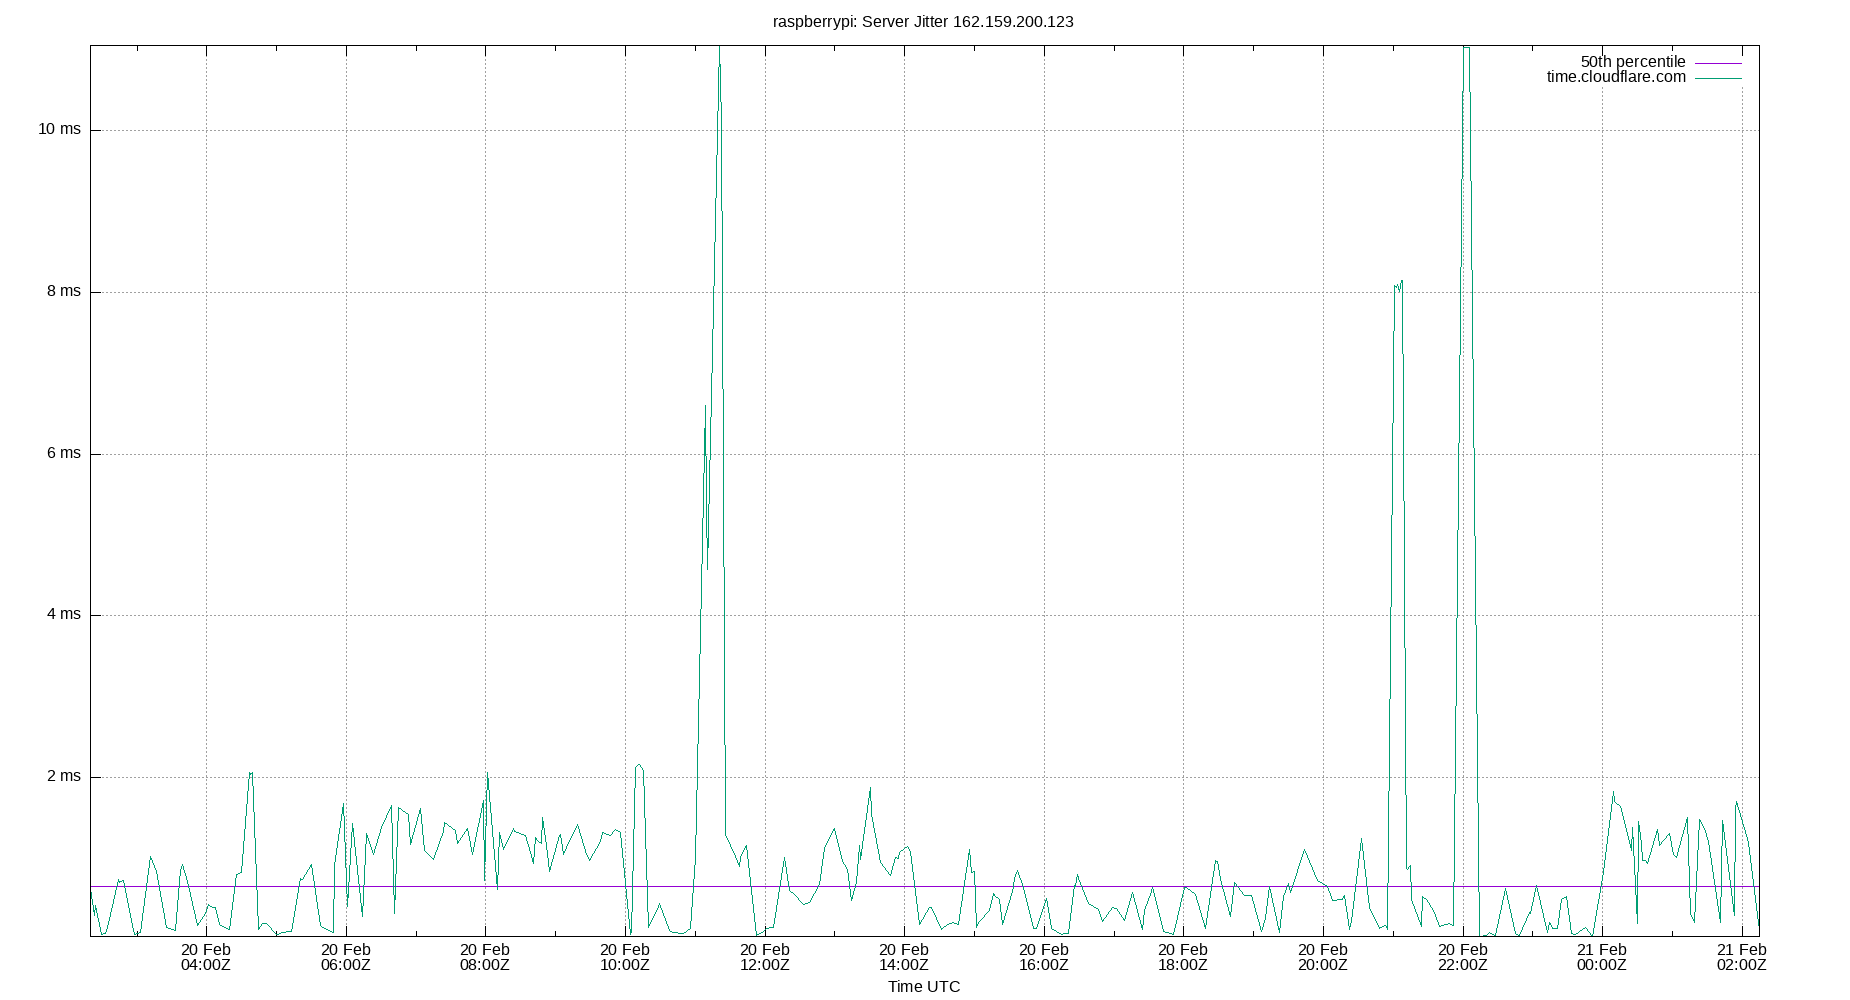 raspberrypi: Server Jitter 162.159.200.123
50th percentile
time.cloudflare.com
10 ms
8 ms
6 ms
4 ms
2 ms
20 Feb 20 Feb 20 Feb 20 Feb 20 Feb 20 Feb 20 Feb 20 Feb 20 Feb 20 Feb 21 Feb 21 Feb
04:00Z 06:00Z 08:00Z 10:00Z 12:00Z 14:00Z 16:00Z 18:00Z 20:00Z 22:00Z 00:00Z 02:00Z
Time UTC